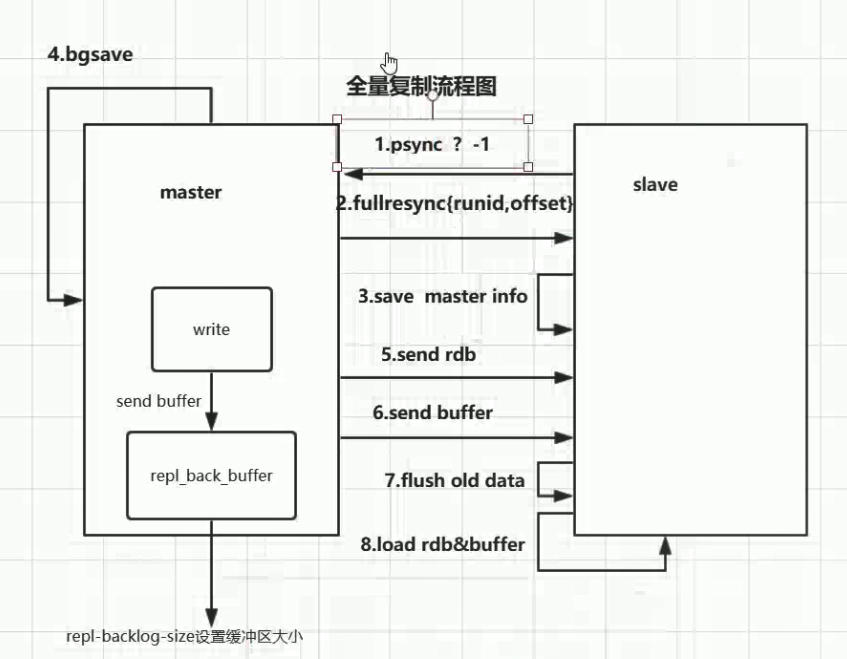 4.bgsave
全量复制流程图
1.psync ? -1
master
slave
2.fullresync{runid,offset}
3.save master info
write
5.send rdb
send buffer
6.send buffer
repl_back_buffer
7.flush old data
8.load rdb&buffer
repl-backlog-size设置缓冲区大小